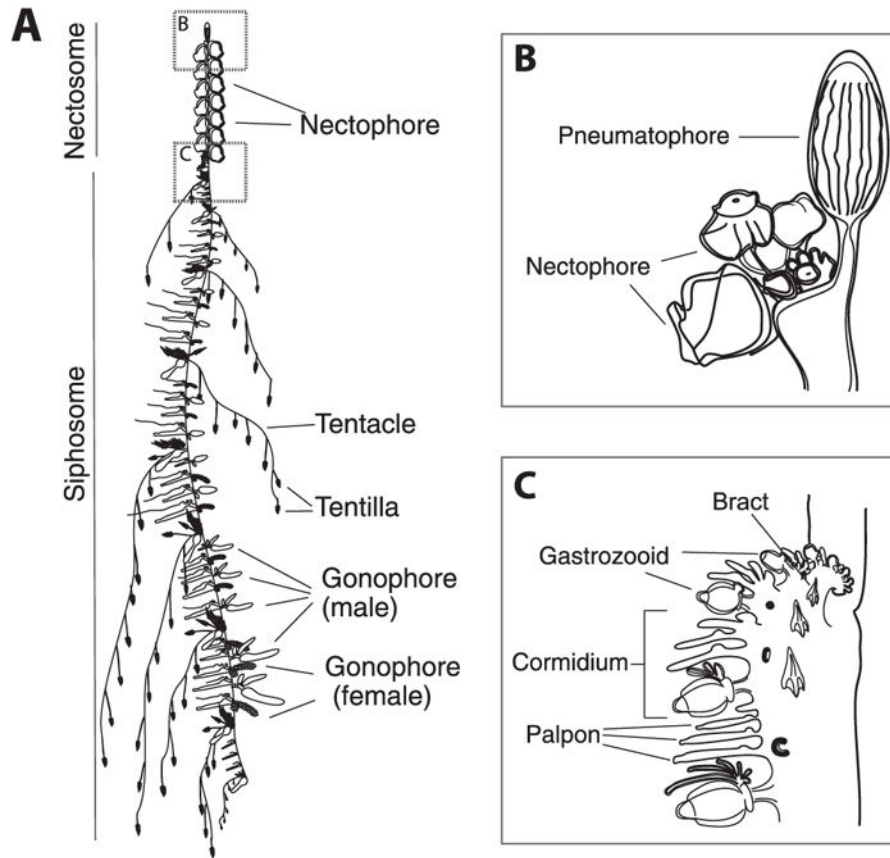 A
Nectosome
Siphosome
B
C
Nectophore
Tentacle
Tentilla
Gonophore
(male)
Gonophore
(female)
B
Pneumatophore
Nectophore
C
Bract
Gastrozooid
Cormidium
Palpon